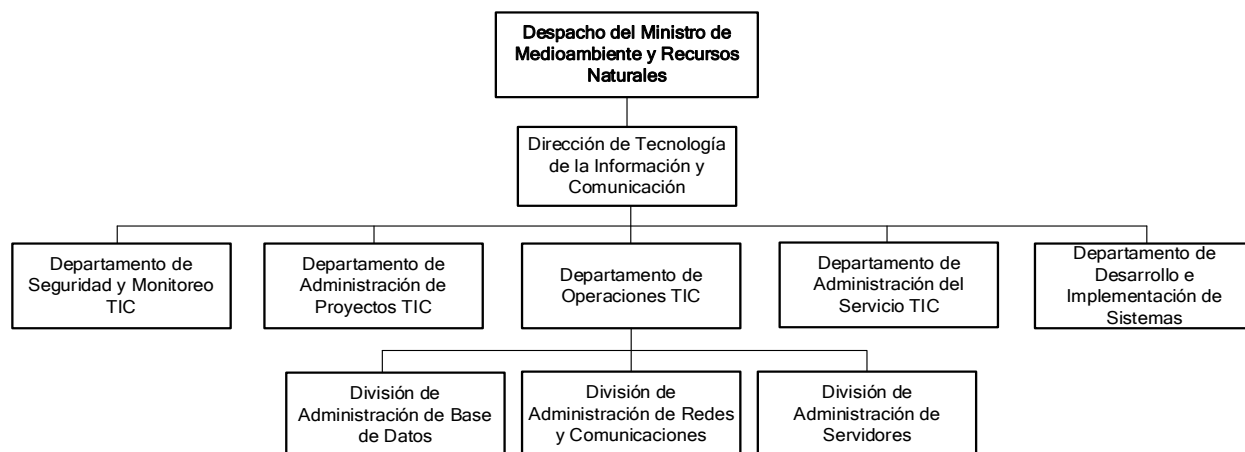 Despacho del Ministro de
Medioambiente y Recursos
Naturales
Dirección de Tecnología
de la Información y
Comunicación
Departamento de
Seguridad y Monitoreo
TIC
Departamento de
Administración de
Proyectos TIC
Departamento de
Operaciones TIC
Departamento de
Administración del
Servicio TIC
Departamento de
Desarrollo e
Implementación de
Sistemas
División de
Administración de Base
de Datos
División de
Administración de Redes
y Comunicaciones
División de
Administración de
Servidores